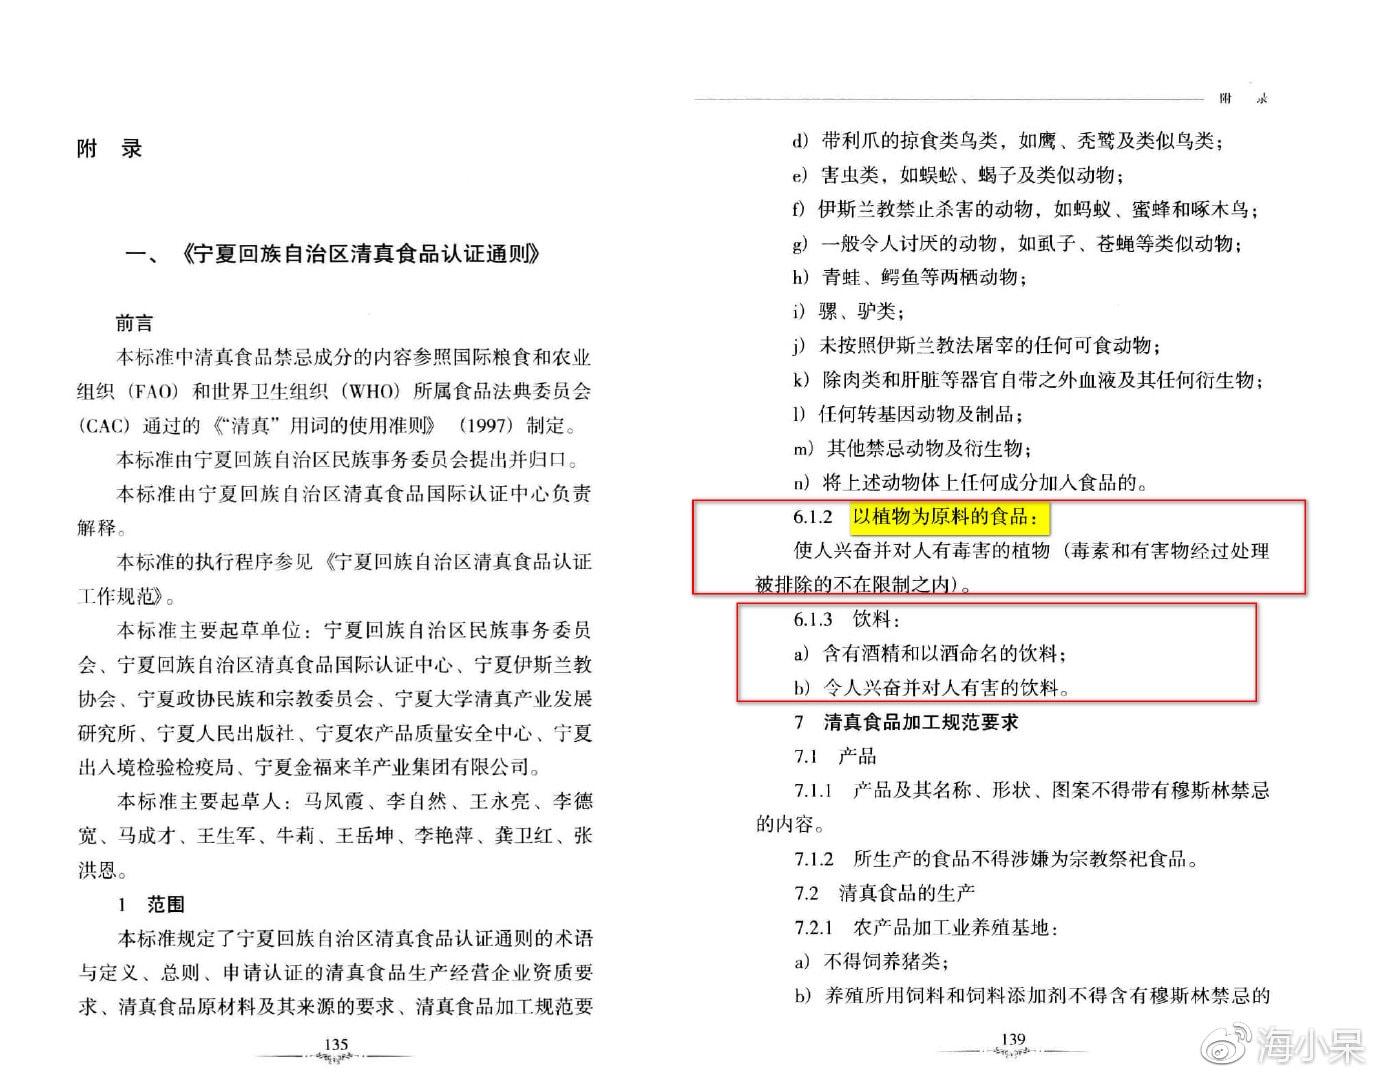 附 录
一、《宁夏回族自治区清真食品认证通则》
前言
本标准中清真食品禁忌成分的内容参照国际粮食和农业
组织（FAO）和世界卫生组织（WHO）所属食品法典委员会
（CAC）通过的《“清真”用词的使用准则》（1997）制定。
本标准由宁夏回族自治区民族事务委员会提出并归口。
本标准由宁夏回族自治区清真食品国际认证中心负责
解释。
本标准的执行程序参见《宁夏回族自治区清真食品认证
工作规范》。
本标准主要起草单位：宁夏回族自治区民族事务委员
会、宁夏回族自治区清真食品国际认证中心、宁夏伊斯兰教
协会、宁夏政协民族和宗教委员会、宁夏大学清真产业发展
研究所、宁夏人民出版社、宁夏农产品质量安全中心、宁夏
出入境检验检疫局、宁夏金福来羊产业集团有限公司。
本标准主要起草人：马凤霞、李自然、王永亮、李德
宽、马成才、王生军、牛莉、王岳坤、李艳萍、龚卫红、张
洪恩。
1 范围
本标准规定了宁夏回族自治区清真食品认证通则的术语
与定义、总则、申请认证的清真食品生产经营企业资质要
求、清真食品原材料及其来源的要求、清真食品加工规范要
135
附 录
d）带利爪的掠食类鸟类，如鹰、秃鹫及类似鸟类；
e）害虫类，如蜈蚣、蝎子及类似动物；
f）伊斯兰教禁止杀害的动物，如蚂蚁、蜜蜂和啄木鸟；
g）一般令人讨厌的动物，如虱子、苍蝇等类似动物；
h）青蛙、鳄鱼等两栖动物；
i）骡、驴类；
j）未按照伊斯兰教法屠宰的任何可食动物；
k）除肉类和肝脏等器官自带之外血液及其任何衍生物；
l）任何转基因动物及制品；
m）其他禁忌动物及衍生物；
n）将上述动物体上任何成分加入食品的。
6.1.2 以植物为原料的食品：
使人兴奋并对人有毒害的植物（毒素和有害物经过处理
被排除的不在限制之内）。
6.1.3 饮料：
a）含有酒精和以酒命名的饮料；
b）令人兴奋并对人有害的饮料。
7 清真食品加工规范要求
7.1 产品
7.1.1 产品及其名称、形状、图案不得带有穆斯林禁忌
的内容。
7.1.2 所生产的食品不得涉嫌为宗教祭祀食品。
7.2 清真食品的生产
7.2.1 农产品加工业养殖基地：
a）不得饲养猪类；
b）养殖所用饲料和饲料添加剂不得含有穆斯林禁忌的
139
海小呆